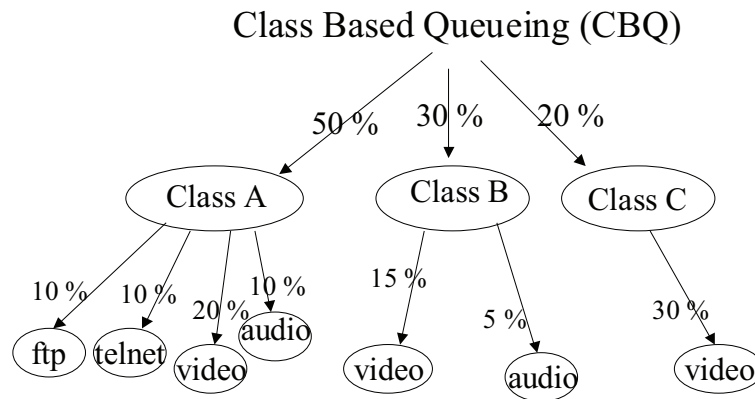 Class Based Queueing (CBQ)
50 %
30 %
20 %
Class A
Class B
Class C
10 %
10 %
20 %
10 %
15 %
5 %
30 %
ftp
telnet
video
audio
video
audio
video